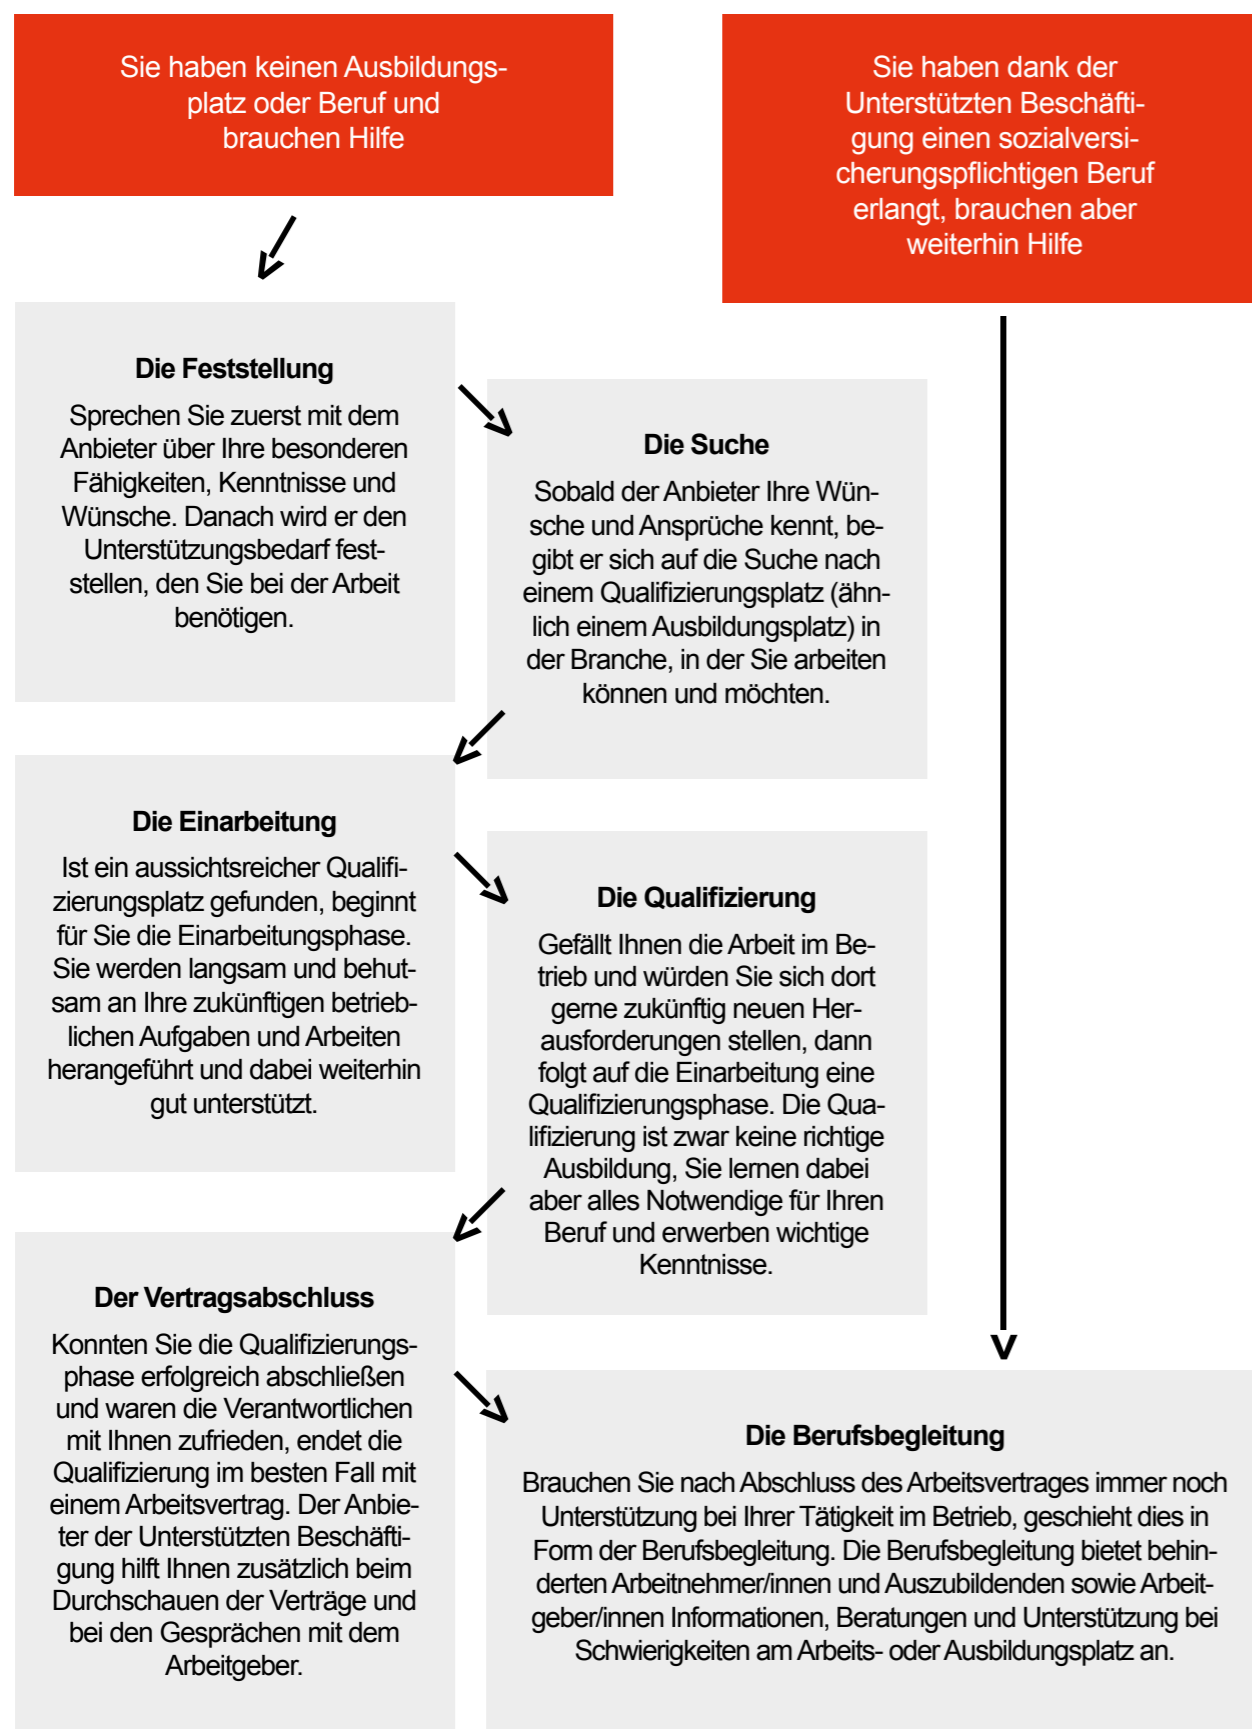 Sie haben keinen Ausbildungs-
platz oder Beruf und
brauchen Hilfe
Sie haben dank der
Unterstützten Beschäfti-
gung einen sozialversi-
cherungspflichtigen Beruf
erlangt, brauchen aber
weiterhin Hilfe
Die Feststellung
Sprechen Sie zuerst mit dem
Anbieter über Ihre besonderen
Fähigkeiten, Kenntnisse und
Wünsche. Danach wird er den
Unterstützungsbedarf fest-
stellen, den Sie bei der Arbeit
benötigen.
Die Suche
Sobald der Anbieter Ihre Wün-
sche und Ansprüche kennt, be-
gibt er sich auf die Suche nach
einem Qualifizierungsplatz (ähn-
lich einem Ausbildungsplatz) in
der Branche, in der Sie arbeiten
können und möchten.
Die Einarbeitung
Ist ein aussichtsreicher Qualifi-
zierungsplatz gefunden, beginnt
für Sie die Einarbeitungsphase.
Sie werden langsam und behut-
sam an Ihre zukünftigen betrieb-
lichen Aufgaben und Arbeiten
herangeführt und dabei weiterhin
gut unterstützt.
Die Qualifizierung
Gefällt Ihnen die Arbeit im Be-
trieb und würden Sie sich dort
gerne zukünftig neuen Her-
ausforderungen stellen, dann
folgt auf die Einarbeitung eine
Qualifizierungsphase. Die Qua-
lifizierung ist zwar keine richtige
Ausbildung, Sie lernen dabei
aber alles Notwendige für Ihren
Beruf und erwerben wichtige
Kenntnisse.
Der Vertragsabschluss
Konnten Sie die Qualifizierungs-
phase erfolgreich abschließen
und waren die Verantwortlichen
mit Ihnen zufrieden, endet die
Qualifizierung im besten Fall mit
einem Arbeitsvertrag. Der Anbie-
ter der Unterstützten Beschäfti-
gung hilft Ihnen zusätzlich beim
Durchschauen der Verträge und
bei den Gesprächen mit dem
Arbeitgeber.
Die Berufsbegleitung
Brauchen Sie nach Abschluss des Arbeitsvertrages immer noch
Unterstützung bei Ihrer Tätigkeit im Betrieb, geschieht dies in
Form der Berufsbegleitung. Die Berufsbegleitung bietet behin-
derten Arbeitnehmer/innen und Auszubildenden sowie Arbeit-
geber/innen Informationen, Beratungen und Unterstützung bei
Schwierigkeiten am Arbeits- oder Ausbildungsplatz an.